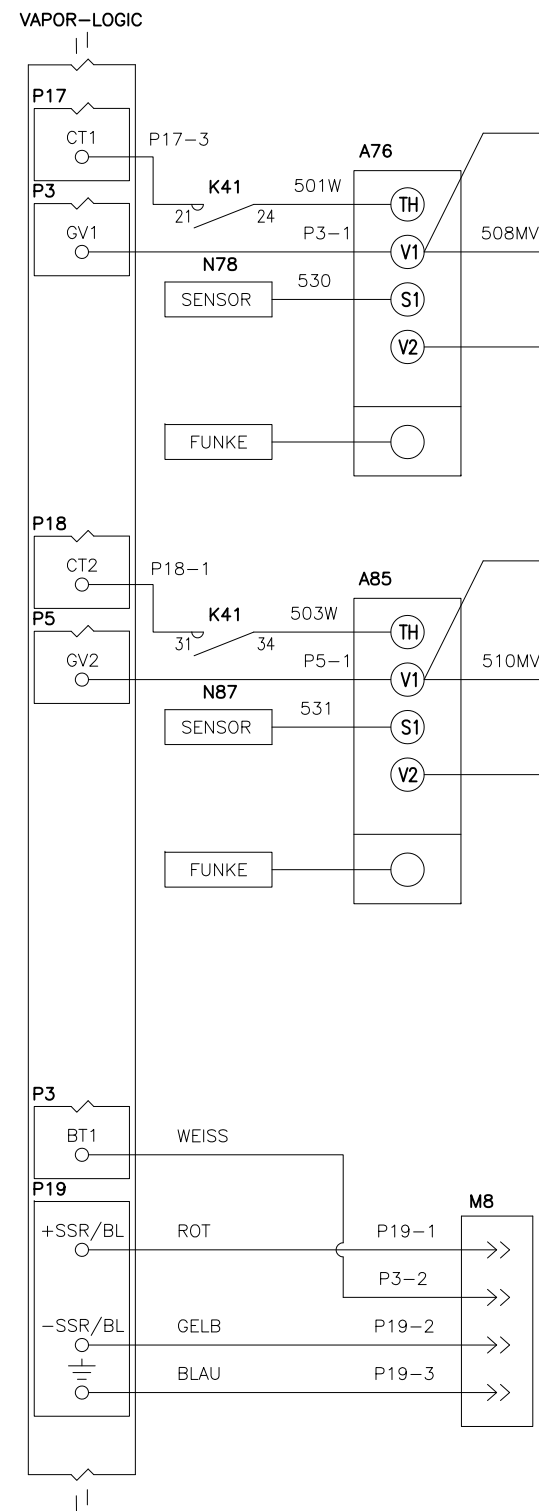 VAPOR-LOGIC
P17
CT1
P17-3
A76
K41
501W
TH
P3
21
24
GV1
P3-1
V1
508MV
N78
530
SENSOR
S1
V2
FUNKE
P18
CT2
P18-1
A85
K41
503W
TH
P5
31
34
GV2
P5-1
V1
510MV
N87
531
SENSOR
S1
V2
FUNKE
P3
BT1
WEISS
P19
M8
+SSR/BL
ROT
P19-1
P3-2
-SSR/BL
GELB
P19-2
BLAU
P19-3